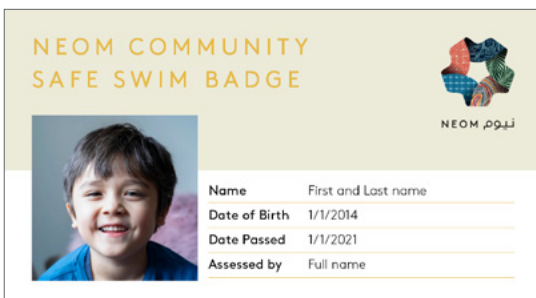 NEOM COMMUNITY
SAFE SWIM BADGE
NEOM نيوم
Name First and Last name
Date of Birth 1/1/2014
Date Passed 1/1/2021
Assessed by Full name